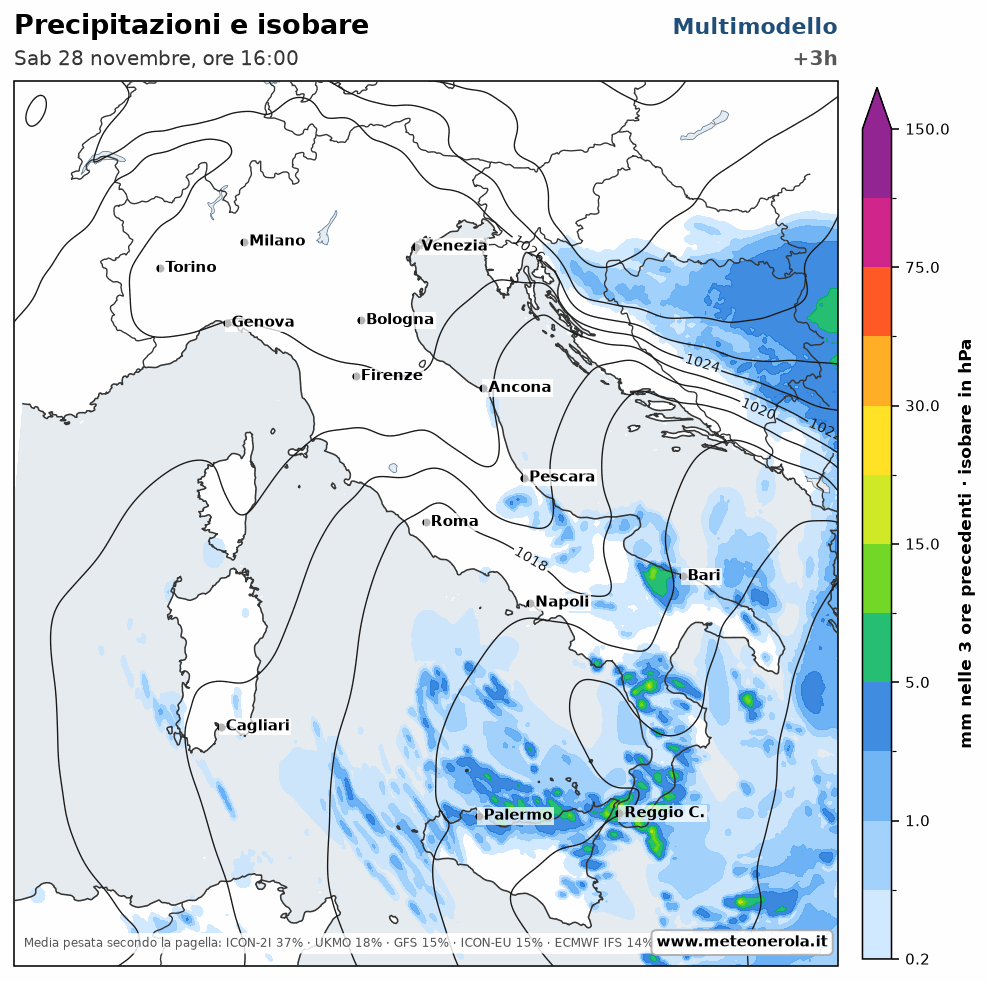 Precipitazioni e isobare
Multimodello
Sab 28 novembre, ore 16:00
+3h
150.0
75.0
30.0
15.0
5.0
1.0
0.2
mm nelle 3 ore precedenti · isobare in hPa
Milano
Venezia
Torino
Genova
Bologna
Firenze
Ancona
1024
1020
Pescara
Roma
1018
Bari
Napoli
Cagliari
Palermo
Reggio C.
Media pesata secondo la pagella: ICON-2I 37% · UKMO 18% · GFS 15% · ICON-EU 15% · ECMWF IFS 14%
www.meteonerola.it